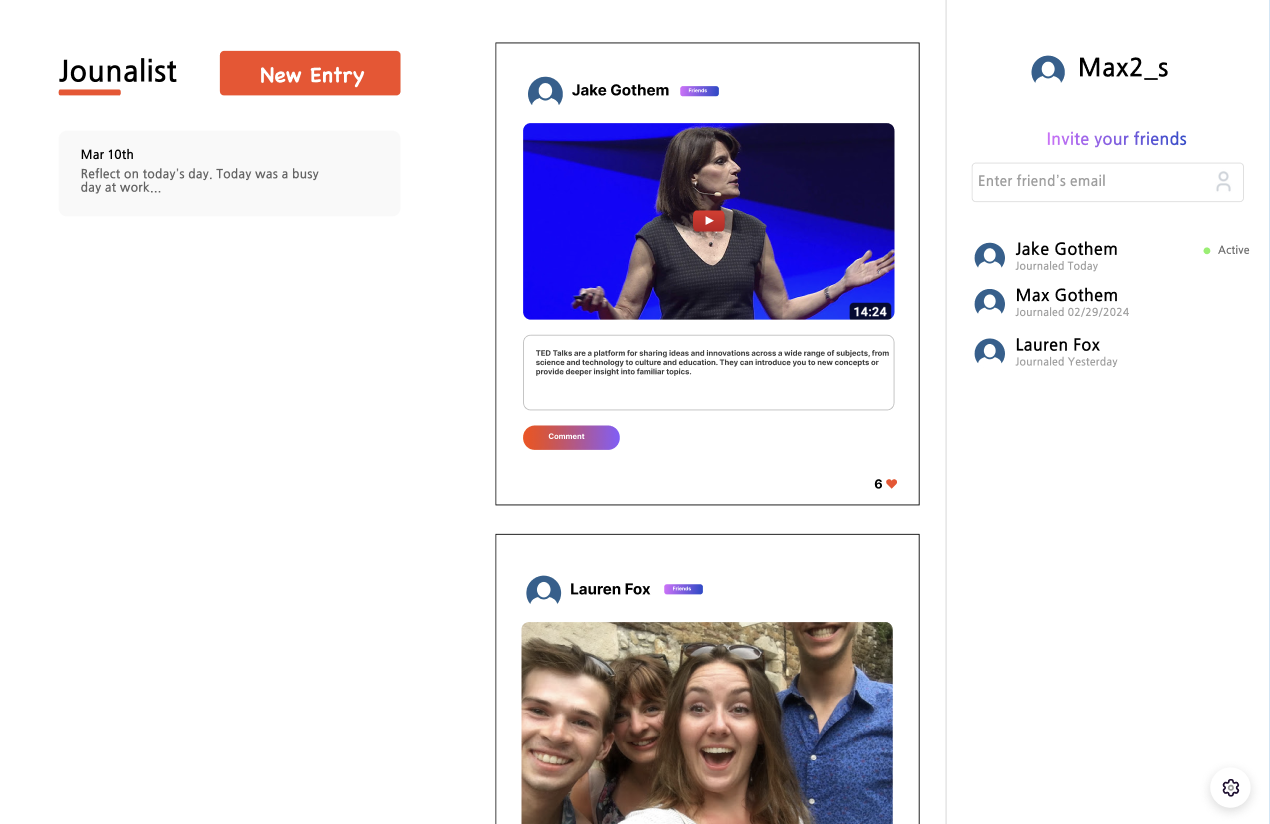 Jounalist
New Entry
Mar 10th
Reflect on today's day. Today was a busy
day at work...
Jake Gothem
Friends
14:24
TED Talks are a platform for sharing ideas and innovations across a wide range of subjects, from
science and technology to culture and education. They can introduce you to new concepts or
provide deeper insight into familiar topics.
Comment
6
Lauren Fox
Friends
Max2_s
Invite your friends
Enter friend's email
Jake Gothem
Active
Journaled Today
Max Gothem
Journaled 02/29/2024
Lauren Fox
Journaled Yesterday